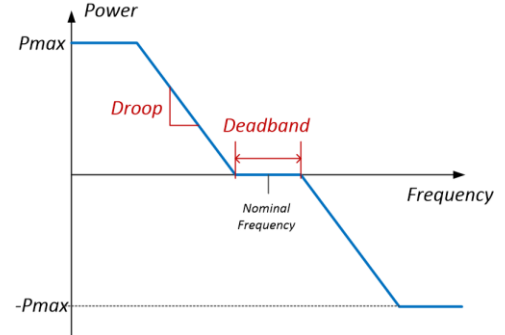 Power
Pmax
Droop
Deadband
Frequency
Nominal
Frequency
-Pmax